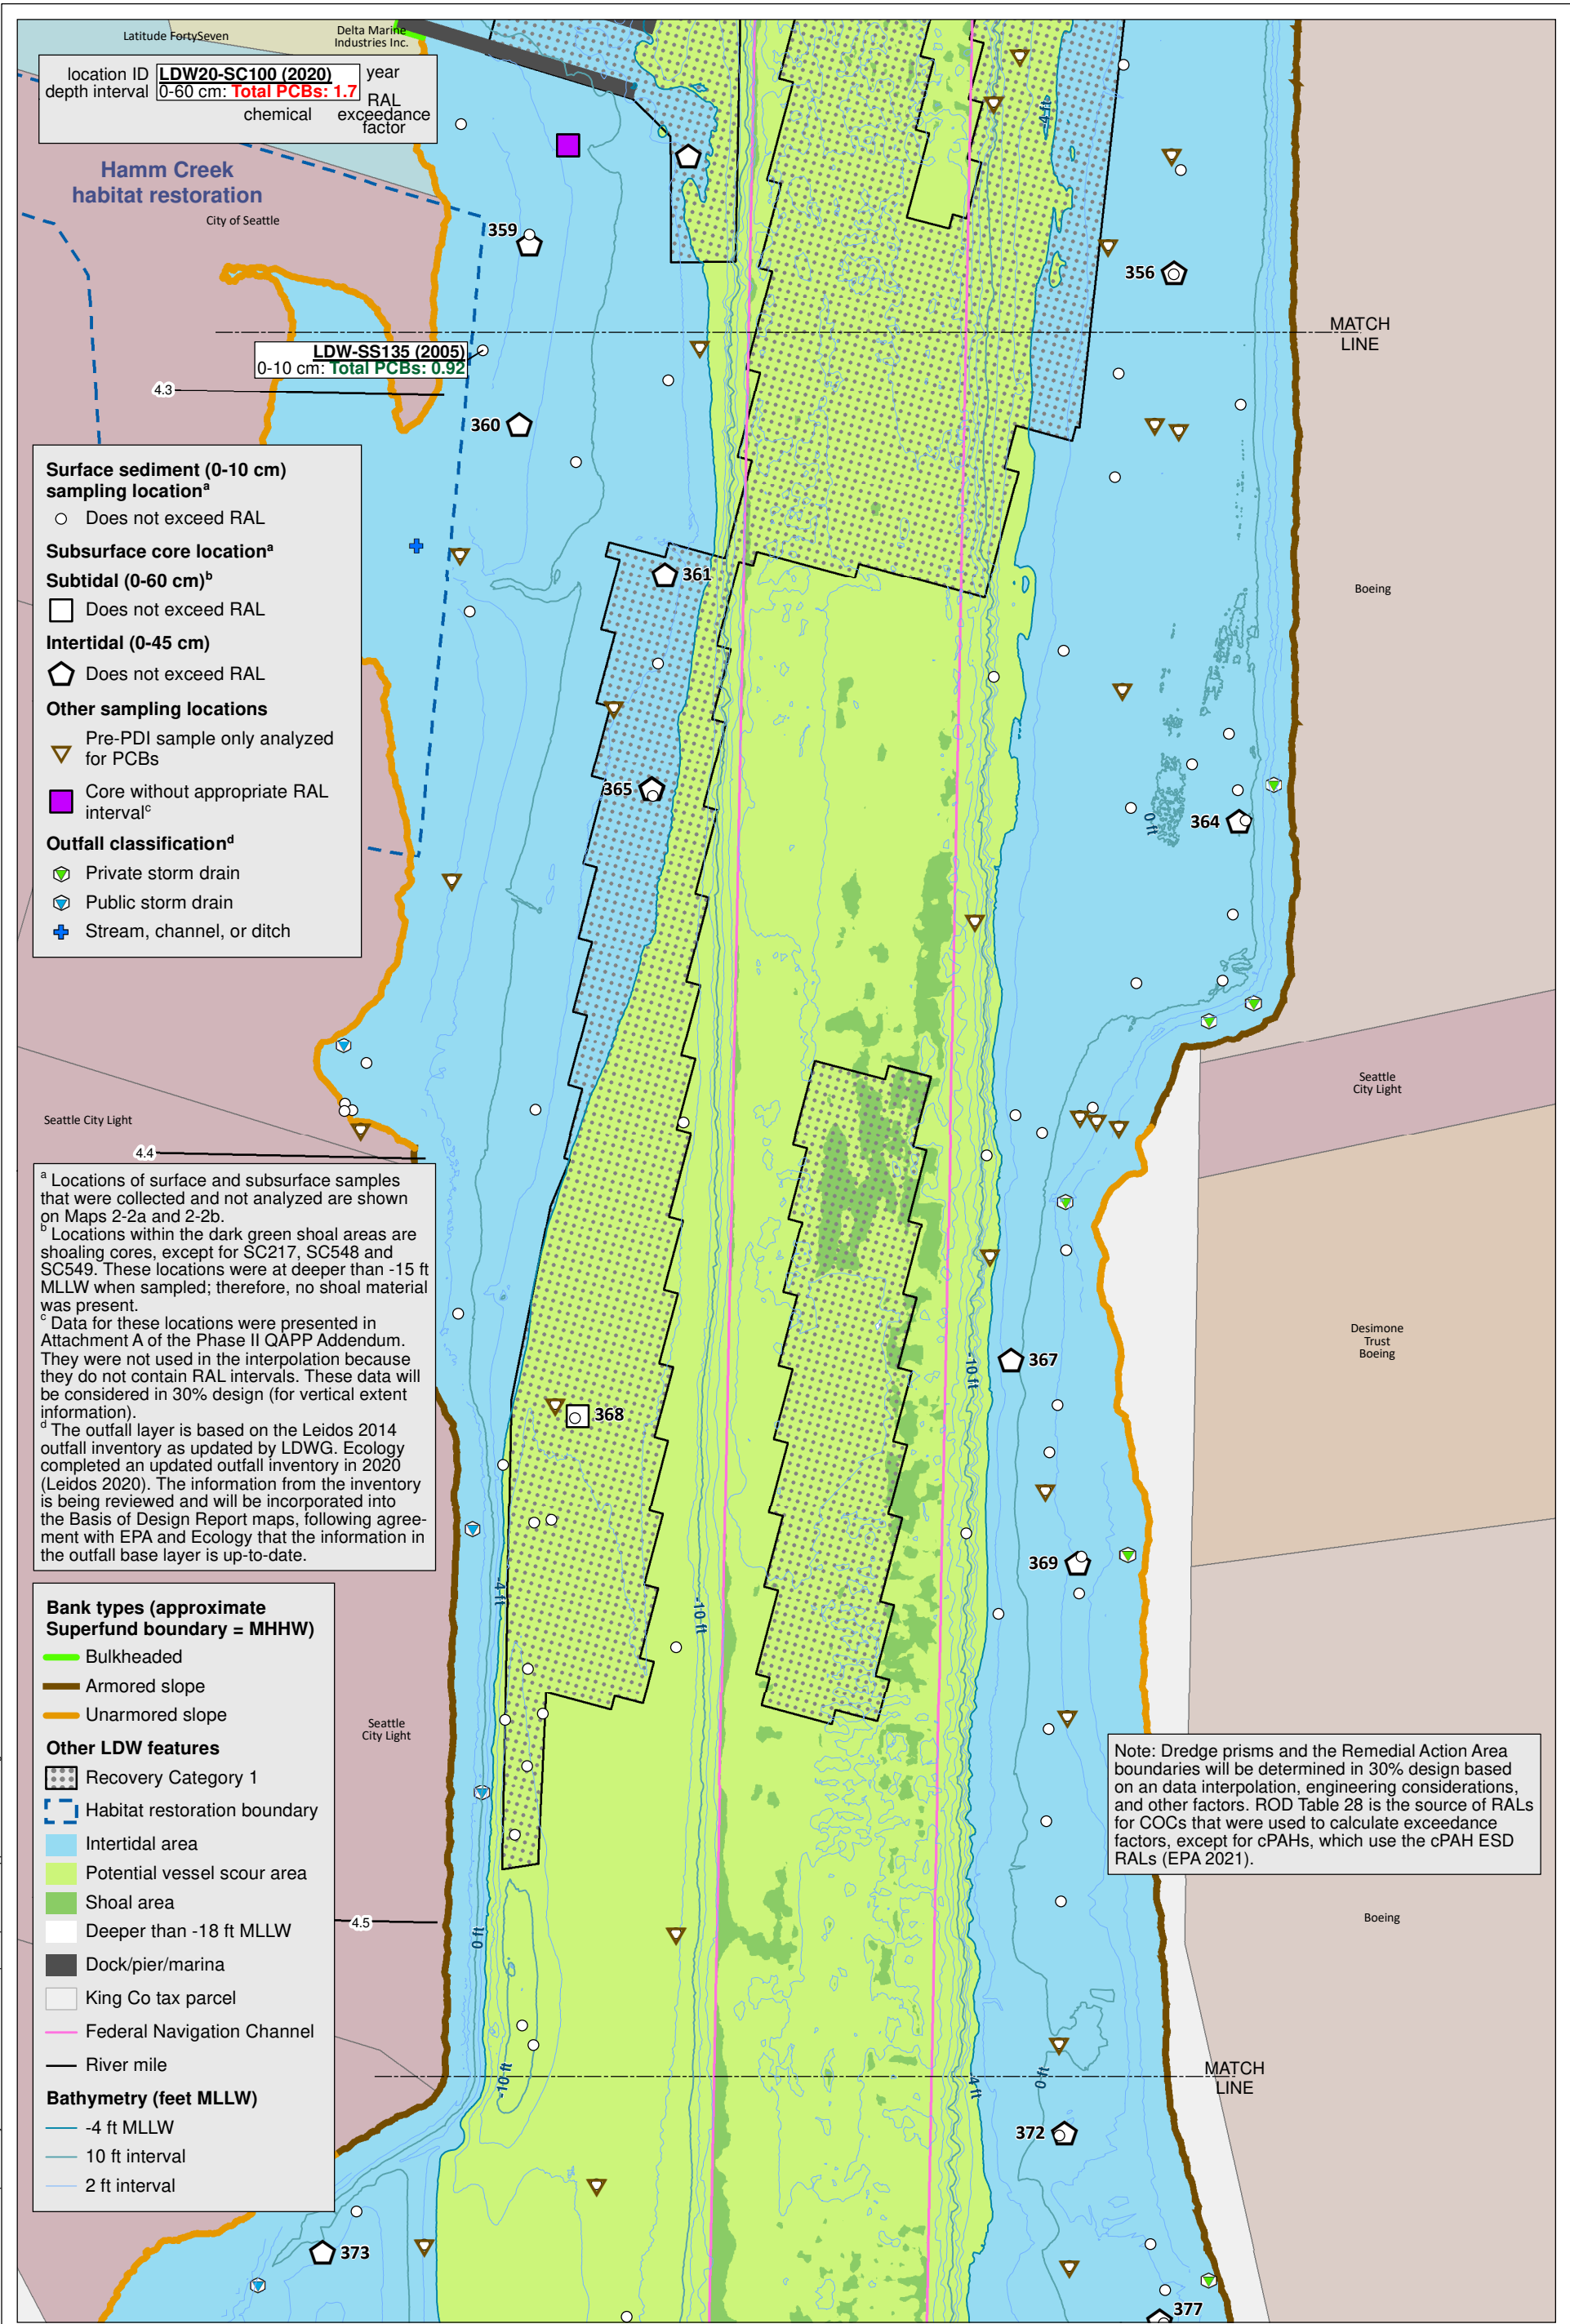 Latitude FortySeven
Delta Marine
Industries Inc.
location ID LDW20-SC100 (2020) year
depth interval 0-60 cm: Total PCBs: 1.7 RAL
chemical exceedance
factor
Hamm Creek
habitat restoration
City of Seattle
-4 ft
359
356
MATCH
LINE
LDW-SS135 (2005)
0-10 cm: Total PCBs: 0.92
4.3
360
Surface sediment (0-10 cm)
sampling locationa
Does not exceed RAL
Subsurface core locationa
Subtidal (0-60 cm)b
Does not exceed RAL
Intertidal (0-45 cm)
Does not exceed RAL
Other sampling locations
Pre-PDI sample only analyzed
for PCBs
Core without appropriate RAL
intervalc
Outfall classificationd
Private storm drain
Public storm drain
Stream, channel, or ditch
361
Boeing
365
364
0 ft
Seattle
City Light
Seattle City Light
4.4
a Locations of surface and subsurface samples
that were collected and not analyzed are shown
on Maps 2-2a and 2-2b.
b Locations within the dark green shoal areas are
shoaling cores, except for SC217, SC548 and
SC549. These locations were at deeper than -15 ft
MLLW when sampled; therefore, no shoal material
was present.
c Data for these locations were presented in
Attachment A of the Phase II QAPP Addendum.
They were not used in the interpolation because
they do not contain RAL intervals. These data will
be considered in 30% design (for vertical extent
information).
d The outfall layer is based on the Leidos 2014
outfall inventory as updated by LDWG. Ecology
completed an updated outfall inventory in 2020
(Leidos 2020). The information from the inventory
is being reviewed and will be incorporated into
the Basis of Design Report maps, following agree-
ment with EPA and Ecology that the information in
the outfall base layer is up-to-date.
Desimone
Trust
Boeing
367
-10 ft
368
369
-4 ft
-10 ft
Bank types (approximate
Superfund boundary = MHHW)
Bulkheaded
Armored slope
Unarmored slope
Other LDW features
Recovery Category 1
Habitat restoration boundary
Intertidal area
Potential vessel scour area
Shoal area
Deeper than -18 ft MLLW
Dock/pier/marina
King Co tax parcel
Federal Navigation Channel
River mile
Bathymetry (feet MLLW)
-4 ft MLLW
10 ft interval
2 ft interval
Seattle
City Light
Note: Dredge prisms and the Remedial Action Area
boundaries will be determined in 30% design based
on an data interpolation, engineering considerations,
and other factors. ROD Table 28 is the source of RALs
for COCs that were used to calculate exceedance
factors, except for cPAHs, which use the cPAH ESD
RALs (EPA 2021).
4.5
0 ft
Boeing
-10 ft
-4 ft
0 ft
MATCH
LINE
372
373
377